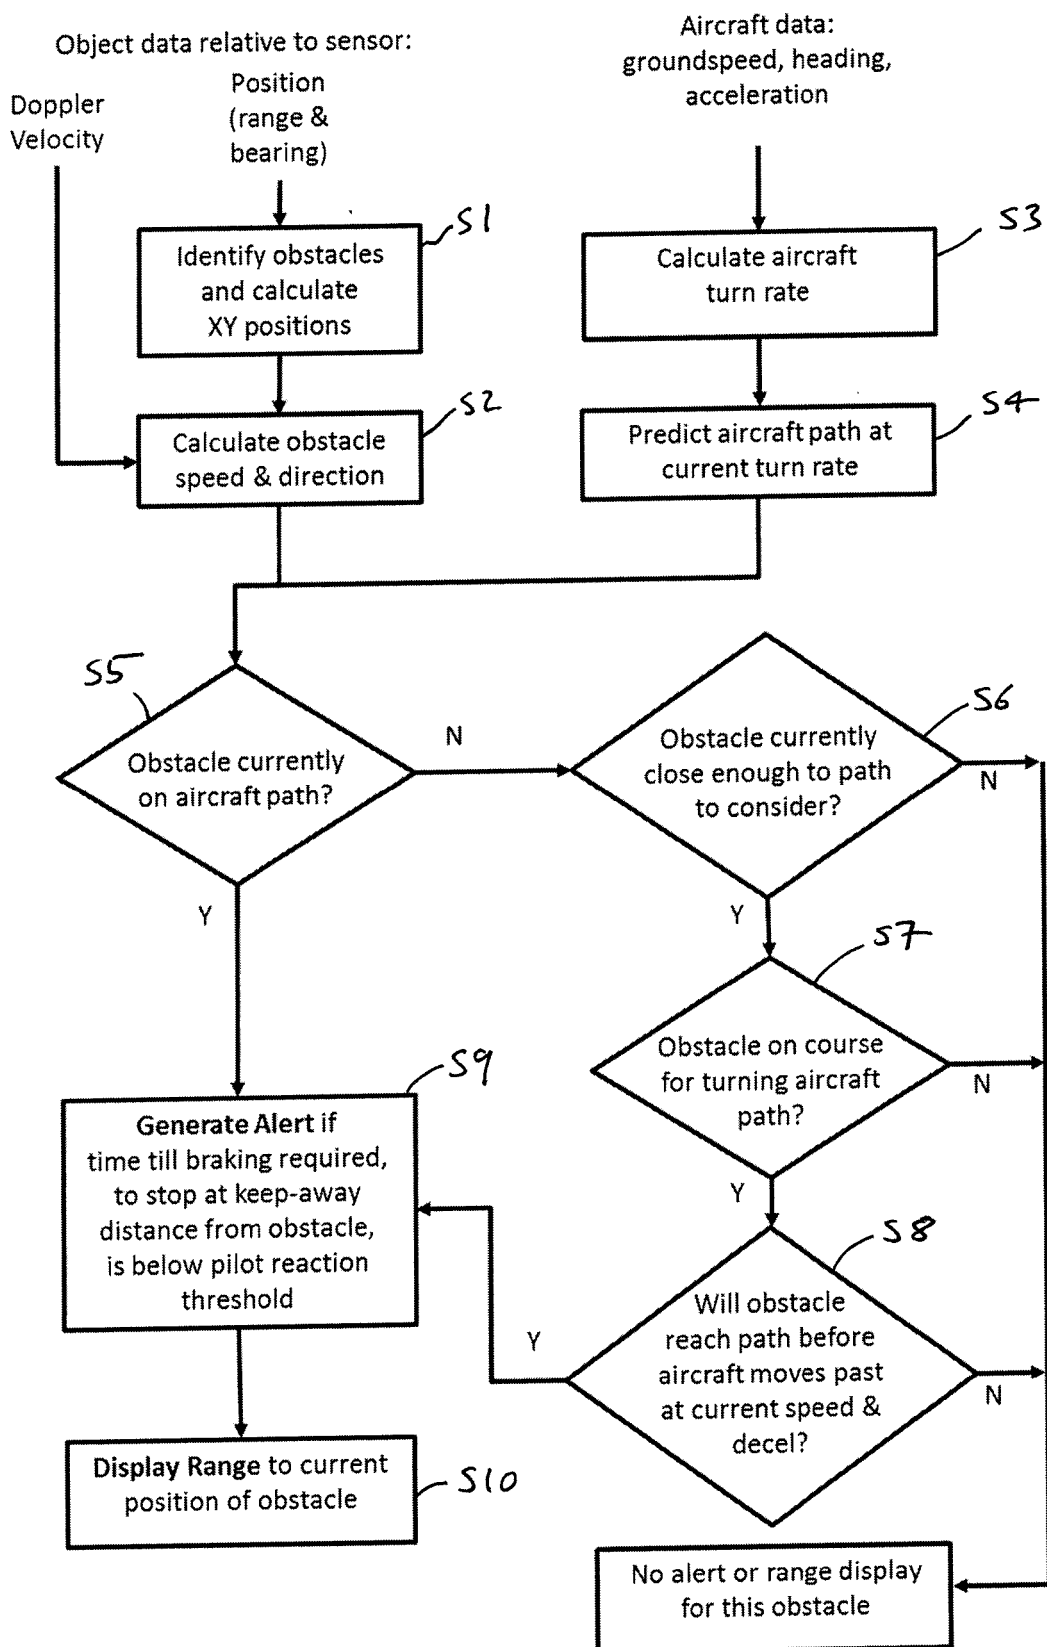 Object data relative to sensor:
Doppler
Velocity
Position
(range &
bearing)
Aircraft data:
groundspeed, heading,
acceleration
Identify obstacles
and calculate
XY positions
S1
Calculate aircraft
turn rate
S3
Calculate obstacle
speed & direction
S2
Predict aircraft path at
current turn rate
S4
S5
Obstacle currently
on aircraft path?
N
Y
S6
Obstacle currently
close enough to path
to consider?
N
Y
S7
Obstacle on course
for turning aircraft
path?
N
Y
S9
Generate Alert if
time till braking required,
to stop at keep-away
distance from obstacle,
is below pilot reaction
threshold
S8
Will obstacle
reach path before
aircraft moves past
at current speed &
decel?
Y
N
Display Range to current
position of obstacle
S10
No alert or range display
for this obstacle